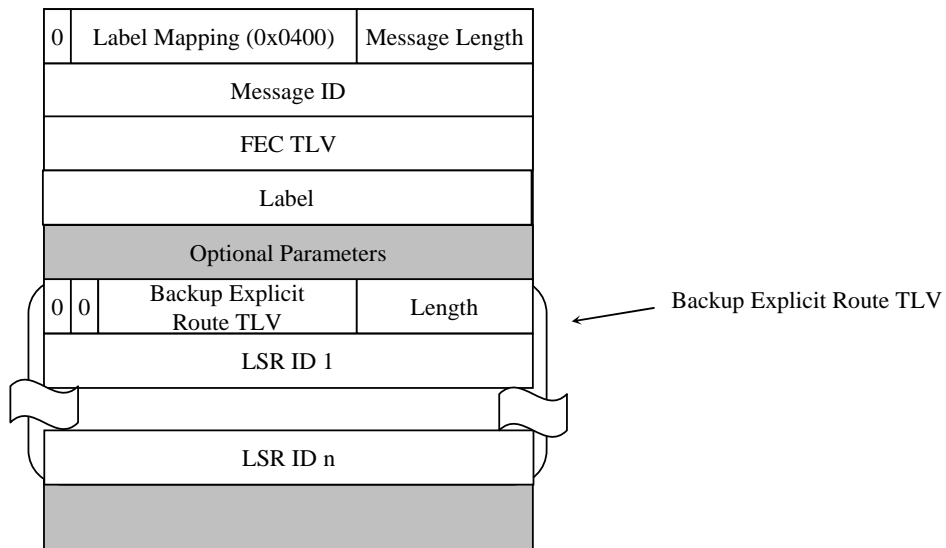 0 Label Mapping (0x0400) Message Length
Message ID
FEC TLV
Label
Optional Parameters
0 0 Backup Explicit Route TLV Length
Backup Explicit Route TLV
LSR ID 1
LSR ID n